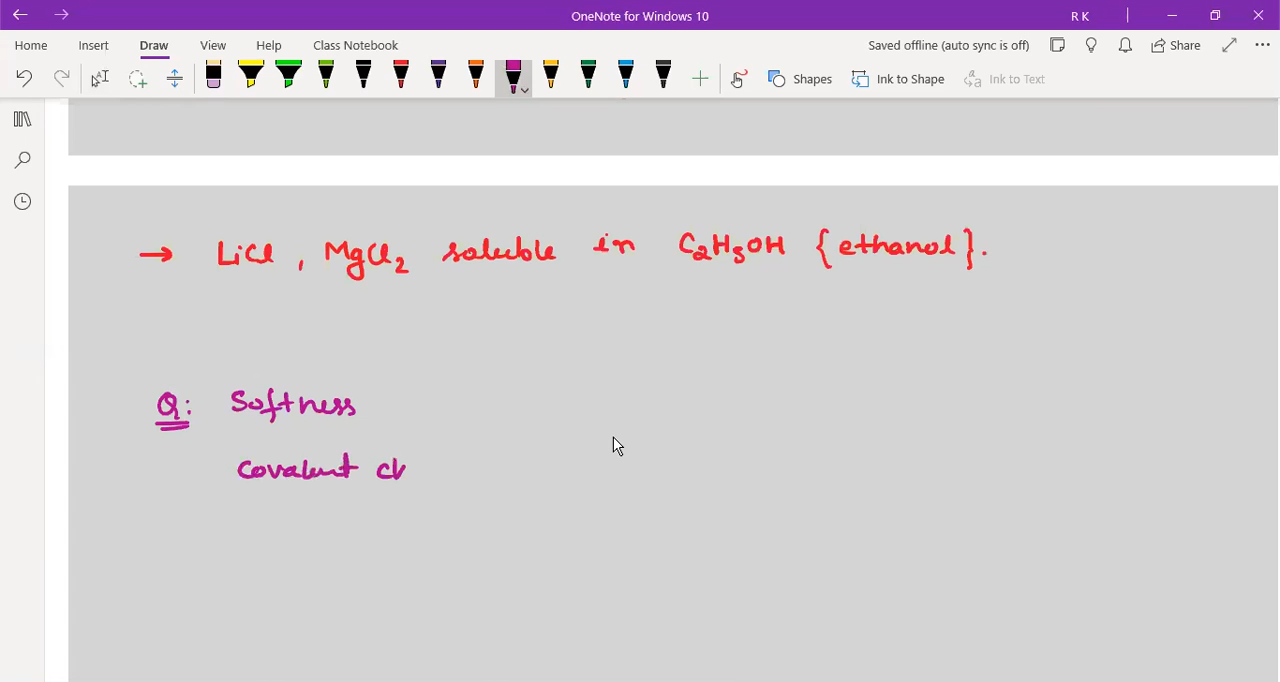 OneNote for Windows 10
R K
Home Insert Draw View Help Class Notebook
Saved offline (auto sync is off) Share
Shapes Ink to Shape Ink to Text
→ LiCl, MgCl2 soluble in C2H5OH {ethanol}.
Q: Softness
Covalent ch